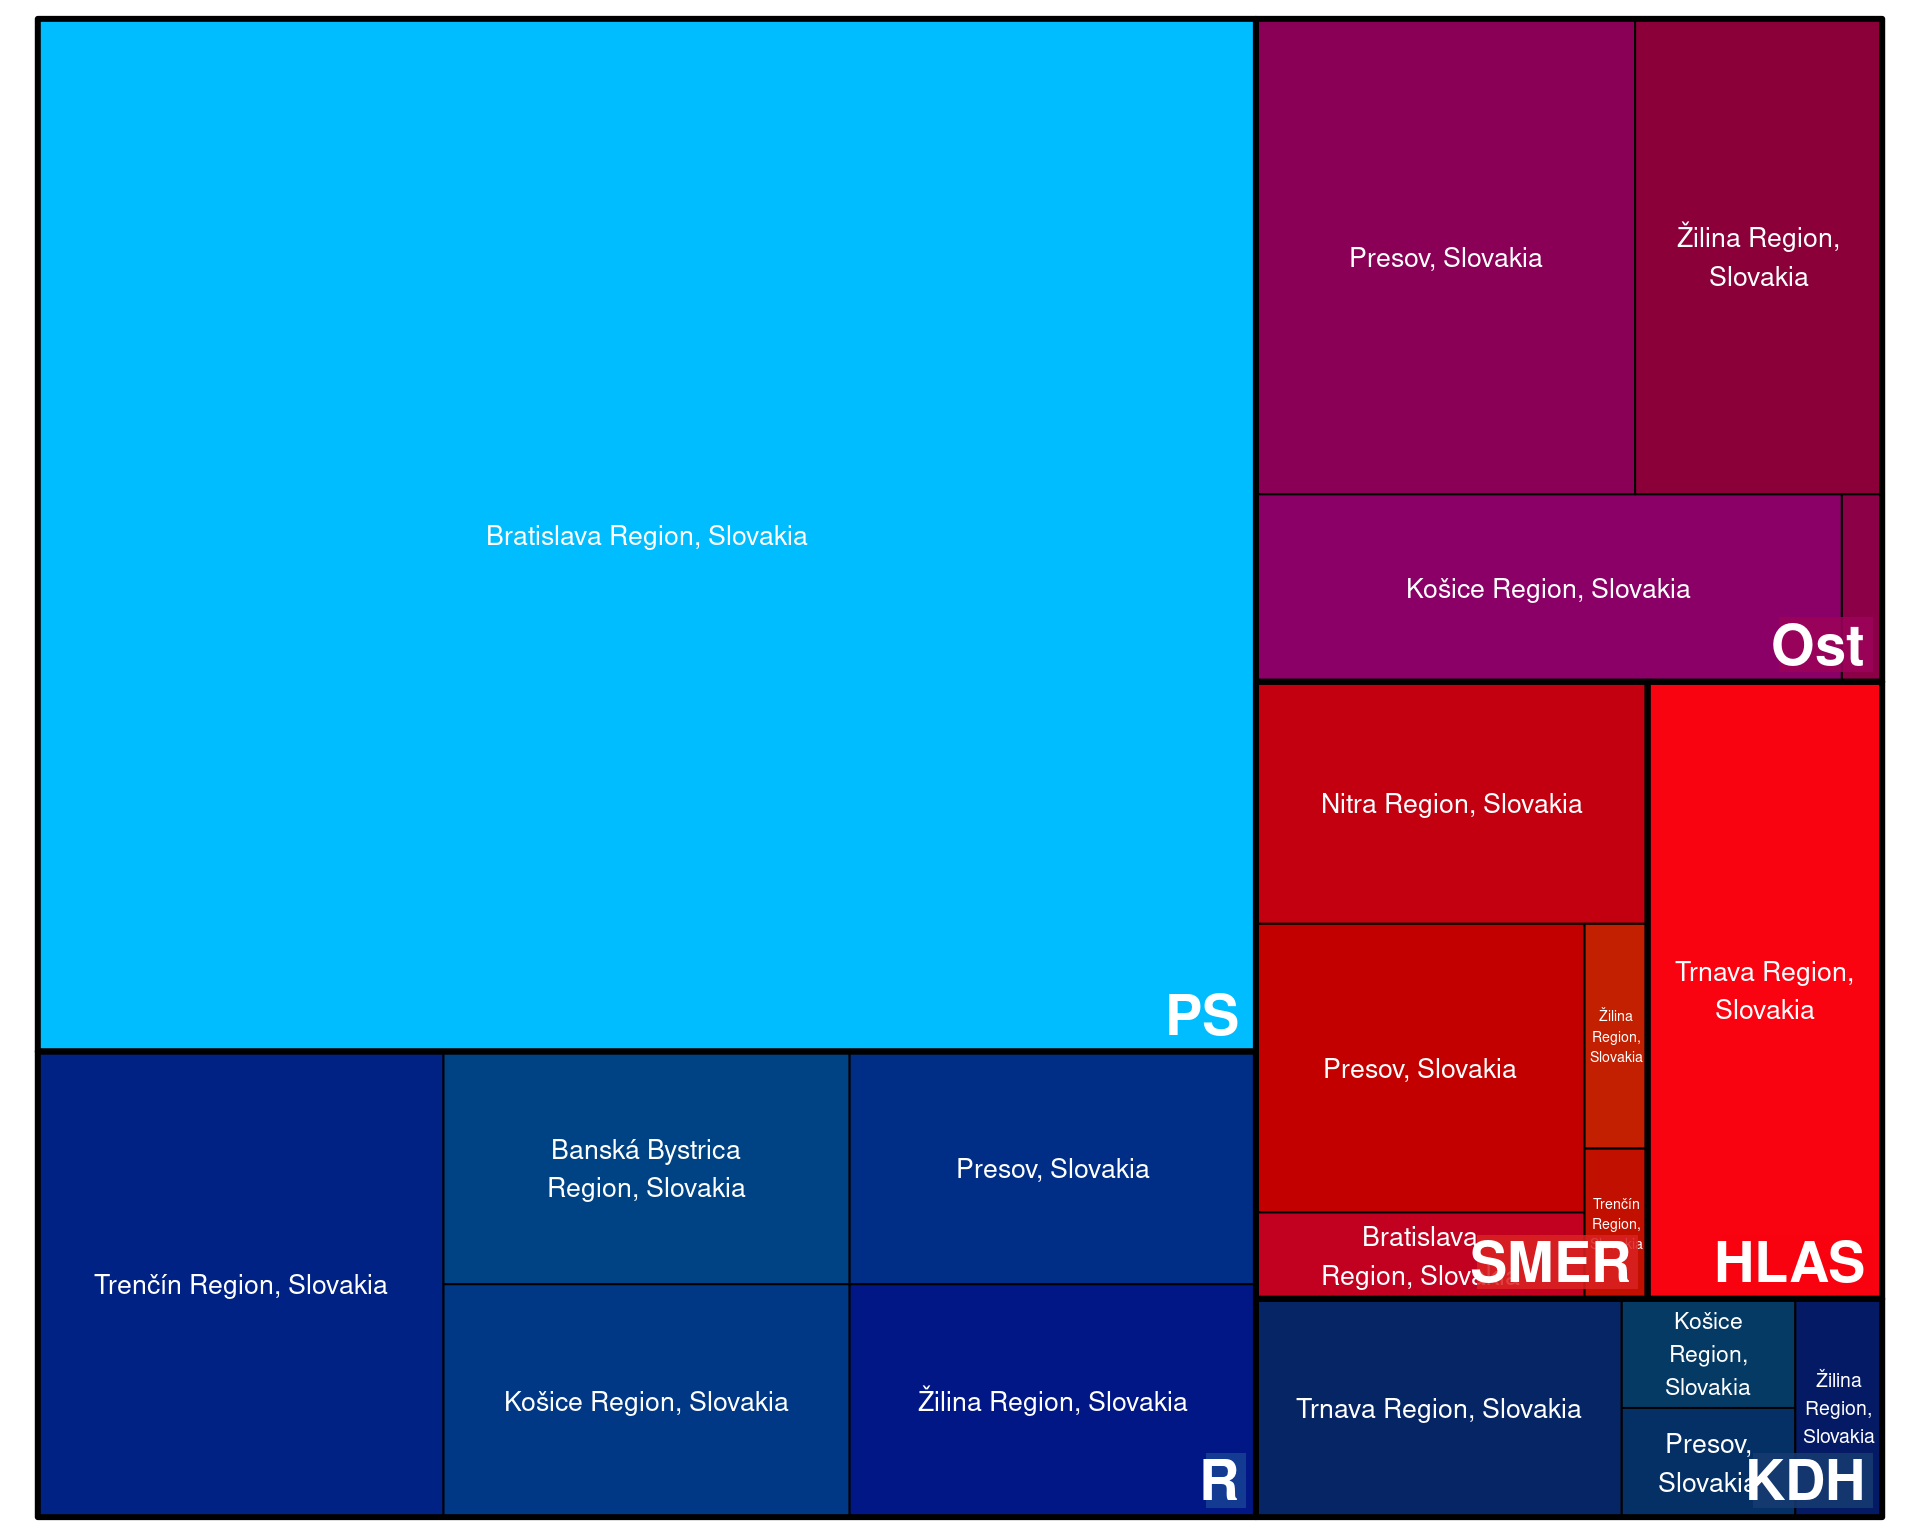 Bratislava Region, Slovakia
PS
Presov, Slovakia
Žilina Region,
Slovakia
Košice Region, Slovakia
Ost
Nitra Region, Slovakia
Presov, Slovakia
Žilina
Region,
Slovakia
Trenčín
Region,
Bratislava
Region, Slovakia
SMER
Trnava Region,
Slovakia
HLAS
Trenčín Region, Slovakia
Banská Bystrica
Region, Slovakia
Presov, Slovakia
Košice Region, Slovakia
Žilina Region, Slovakia
R
Trnava Region, Slovakia
Košice
Region,
Slovakia
Presov,
Slovakia
Žilina
Region,
Slovakia
KDH